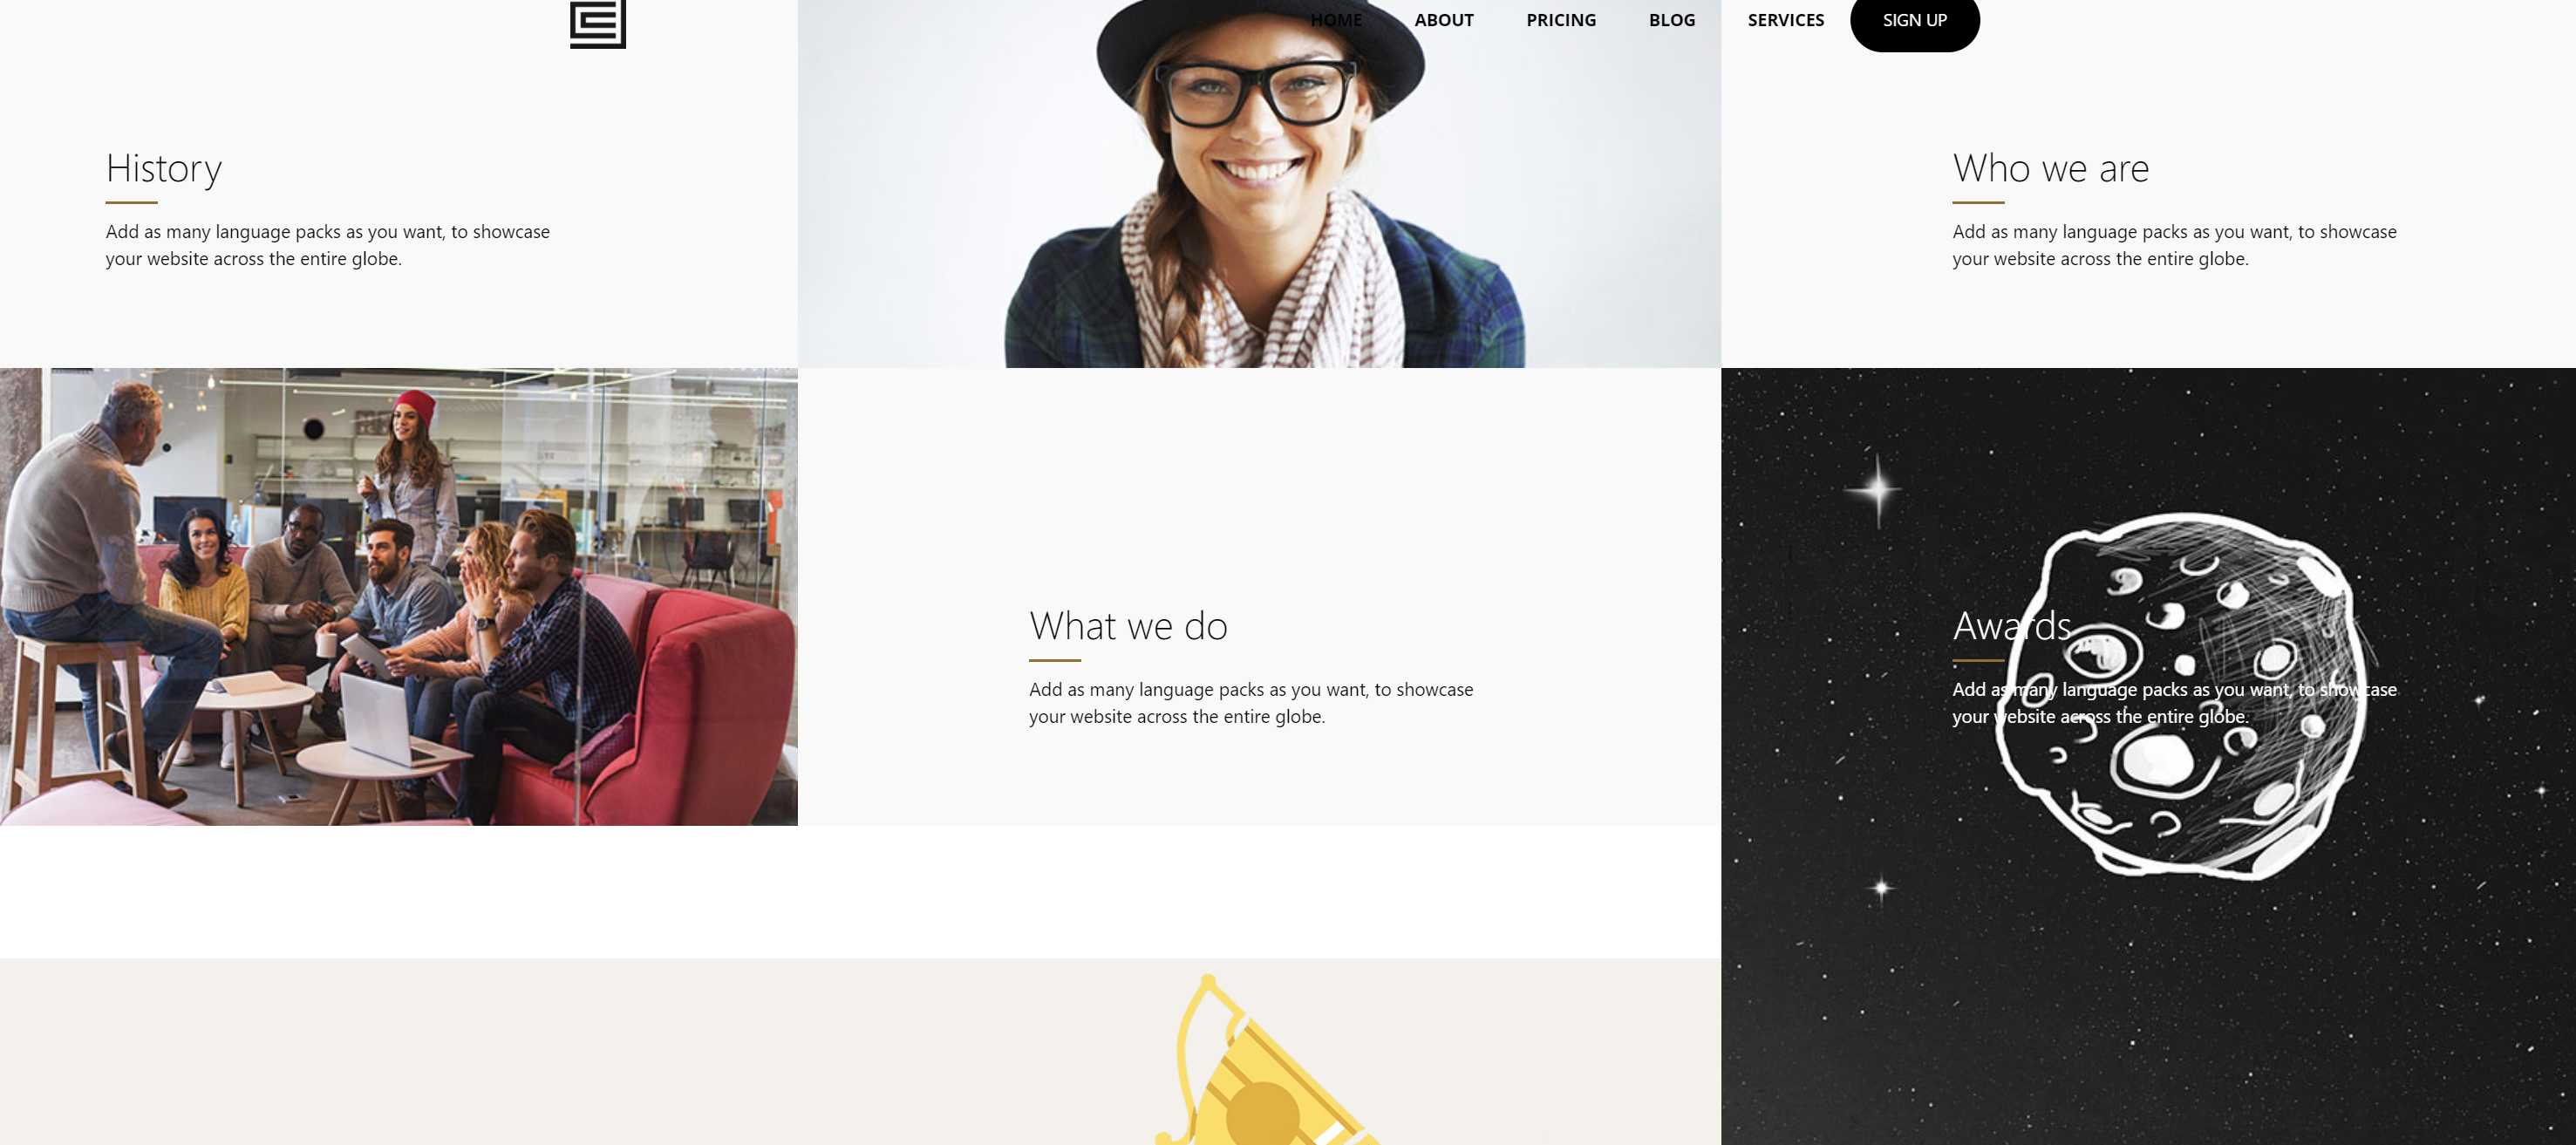 HOME ABOUT PRICING BLOG SERVICES SIGN UP
History
Add as many language packs as you want, to showcase
your website across the entire globe.
Who we are
Add as many language packs as you want, to showcase
your website across the entire globe.
What we do
Add as many language packs as you want, to showcase
your website across the entire globe.
Awards
Add as many language packs as you want, to showcase
your website across the entire globe.